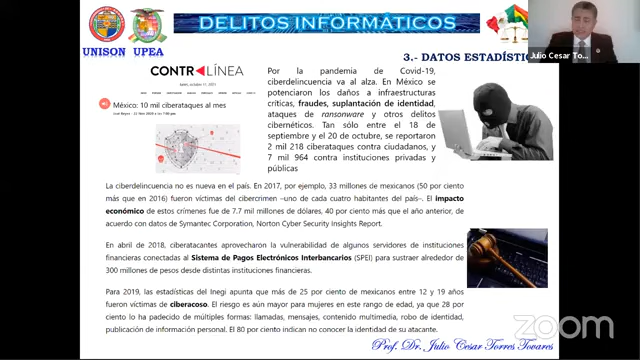 DELITOS INFORMÁTICOS
UNISON UPEA
3.- DATOS ESTADÍSTI
Julio Cesar To...
CONTRALÍNEA
México: 10 mil ciberataques al mes
Por la pandemia de Covid-19,
ciberdelincuencia va al alza. En México se
potenciaron los daños a infraestructuras
críticas, fraudes, suplantación de identidad,
ataques de ransomware y otros delitos
cibernéticos. Tan sólo entre el 18 de
septiembre y el 20 de octubre, se reportaron
2 mil 218 ciberataques contra ciudadanos, y
7 mil 964 contra instituciones privadas y
públicas
La ciberdelincuencia no es nueva en el país. En 2017, por ejemplo, 33 millones de mexicanos (50 por ciento
más que en 2016) fueron víctimas del cibercrimen –uno de cada cuatro habitantes del país–. El impacto
económico de estos crímenes fue de 7.7 mil millones de dólares, 40 por ciento más que el año anterior, de
acuerdo con datos de Symantec Corporation, Norton Cyber Security Insights Report.
En abril de 2018, ciberatacantes aprovecharon la vulnerabilidad de algunos servidores de instituciones
financieras conectadas al Sistema de Pagos Electrónicos Interbancarios (SPEI) para sustraer alrededor de
300 millones de pesos desde distintas instituciones financieras.
Para 2019, las estadísticas del Inegi apunta que más de 25 por ciento de mexicanos entre 12 y 19 años
fueron víctimas de ciberacoso. El riesgo es aún mayor para mujeres en este rango de edad, ya que 28 por
ciento lo ha padecido de múltiples formas: llamadas, mensajes, contenido multimedia, robo de identidad,
publicación de información personal. El 80 por ciento indican no conocer la identidad de su atacante.
zoom
Prof. Dr. Julio Cesar Torres Tovares